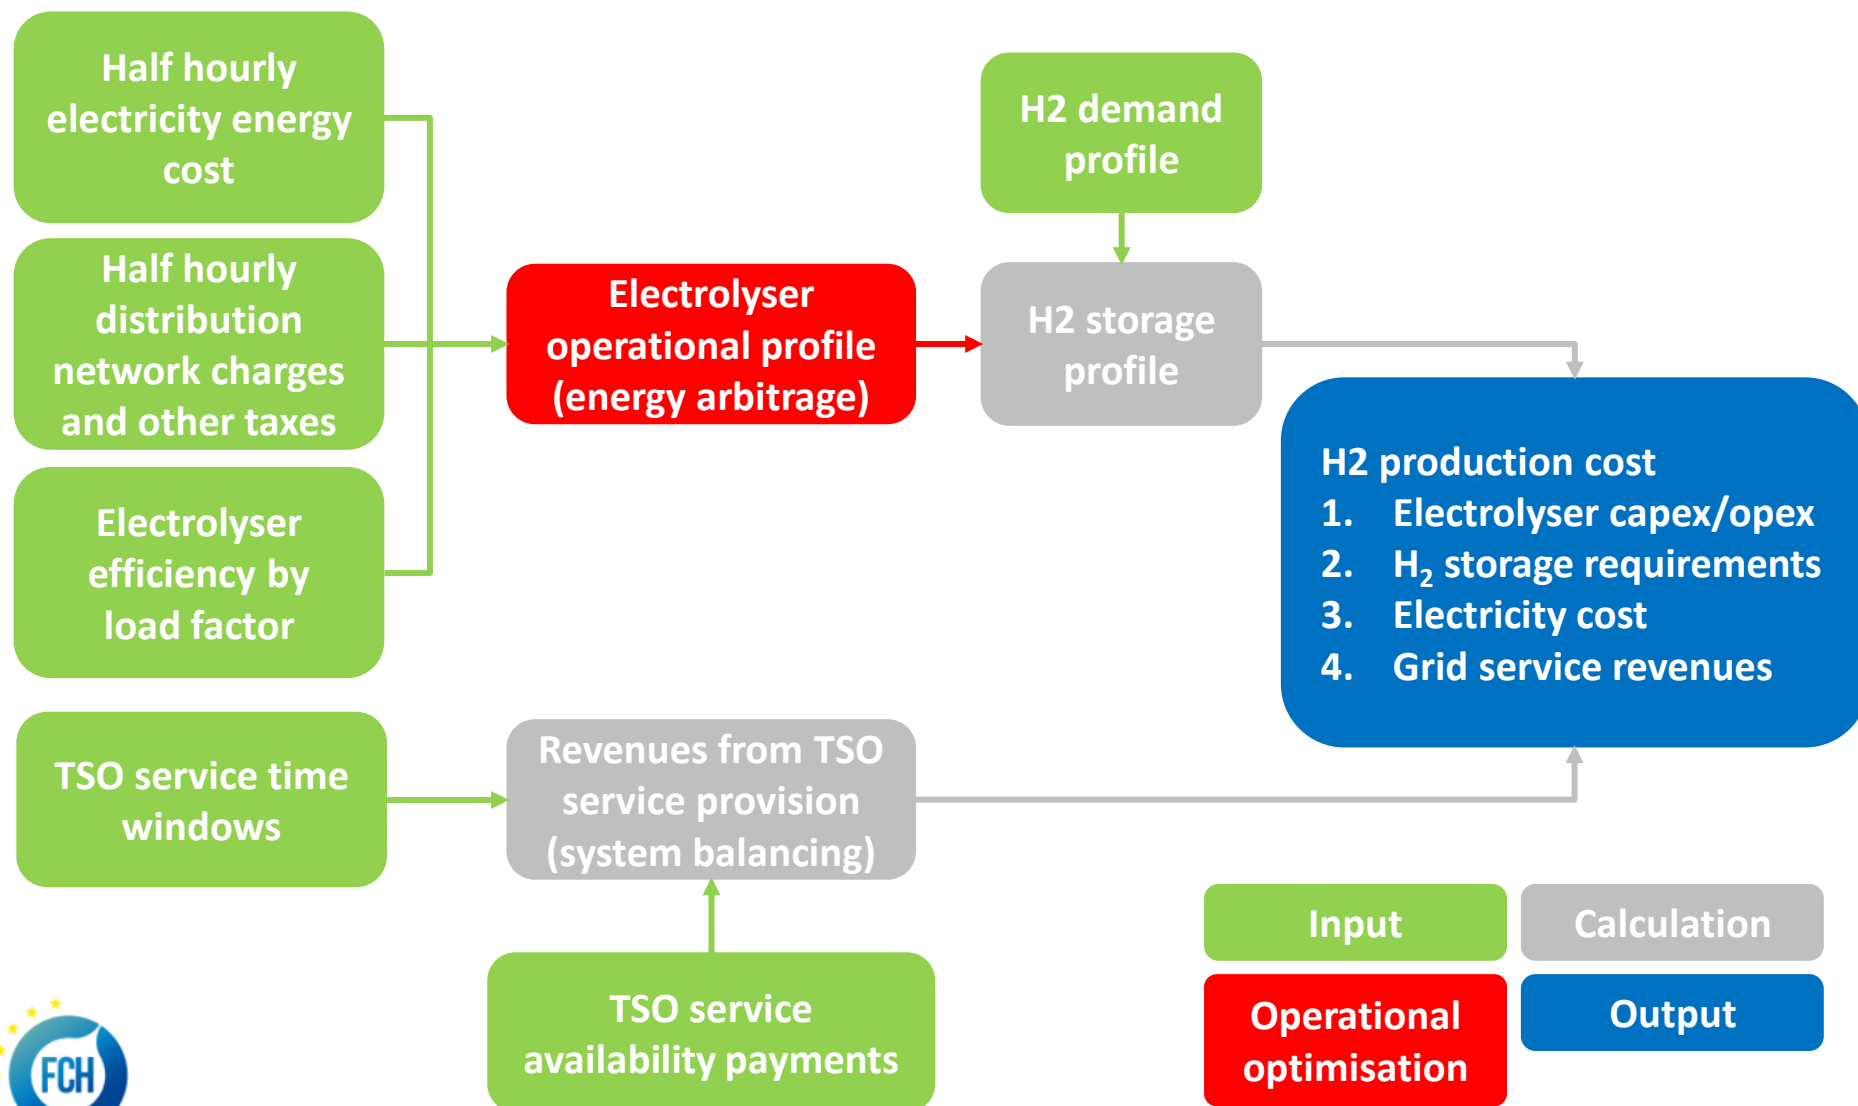 Half hourly
electricity energy
cost
H2 demand
profile
Half hourly
distribution
network charges
and other taxes
Electrolyser
operational profile
(energy arbitrage)
H2 storage
profile
Electrolyser
efficiency by
load factor
H2 production cost
1. Electrolyser capex/opex
2. H₂ storage requirements
3. Electricity cost
4. Grid service revenues
TSO service time
windows
Revenues from TSO
service provision
(system balancing)
TSO service
availability payments
Input
Calculation
Operational
optimisation
Output
FCH